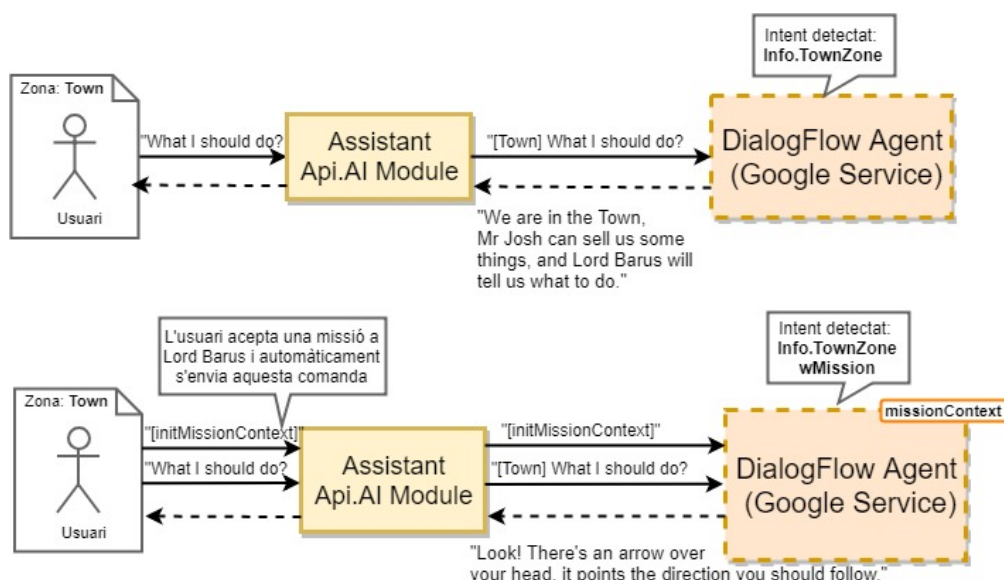 Intent detectat:
Info.TownZone
Zona: Town
Usuari
"What I should do?
Assistant
Api.AI Module
"[Town] What I should do?
DialogFlow Agent
(Google Service)
"We are in the Town,
Mr Josh can sell us some
things, and Lord Barus will
tell us what to do."
L'usuari acepta una missió a
Lord Barus i automàticament
s'envia aquesta comanda
Intent detectat:
Info.TownZone
wMission
missionContext
Zona: Town
Usuari
"[initMissionContext]"
"What I should do?
Assistant
Api.AI Module
"[initMissionContext]"
"[Town] What I should do?
DialogFlow Agent
(Google Service)
"Look! There's an arrow over
your head, it points the direction you should follow."